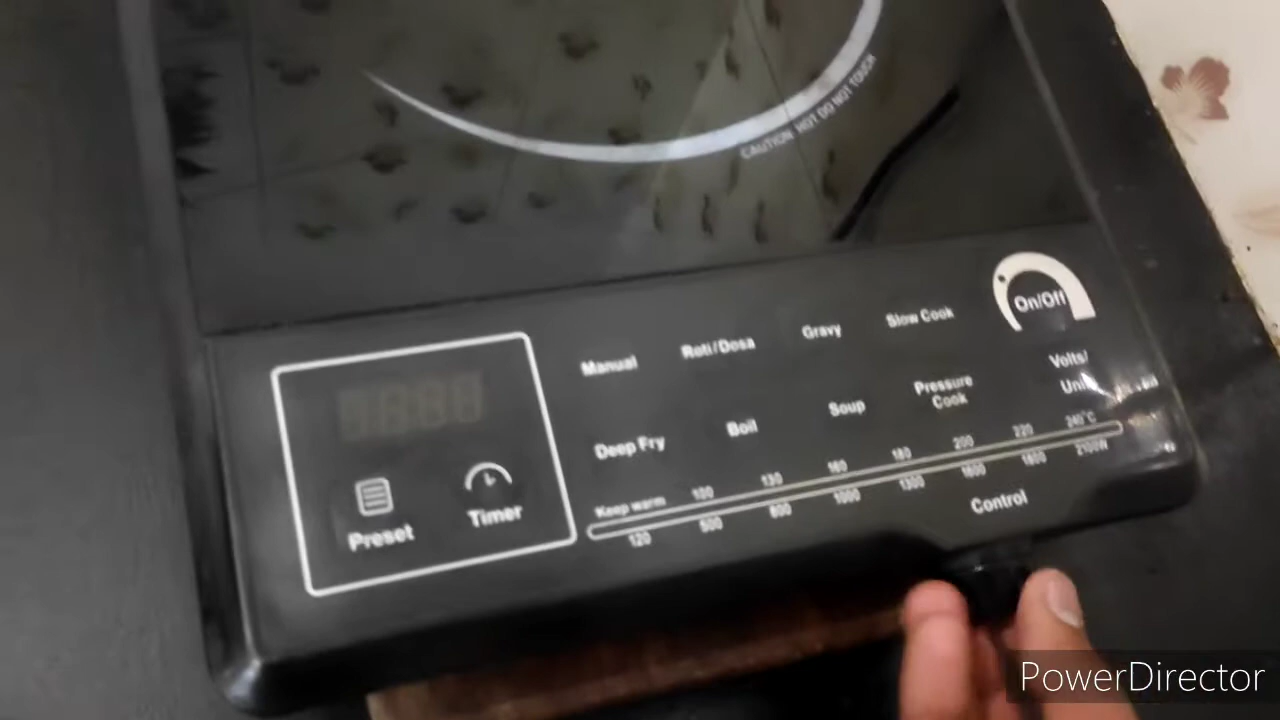 CAUTION HOT DO NOT TOUCH
On/Off
Manual
Roti/Dosa
Gravy
Slow Cook
Volts/
Unit
Deep Fry
Boil
Soup
Pressure
Cook
Preset
Timer
Keep warm 100 130 160 180 200 220 240°C
120 500 800 1000 1300 1600 1800 2100W
Control
PowerDirector